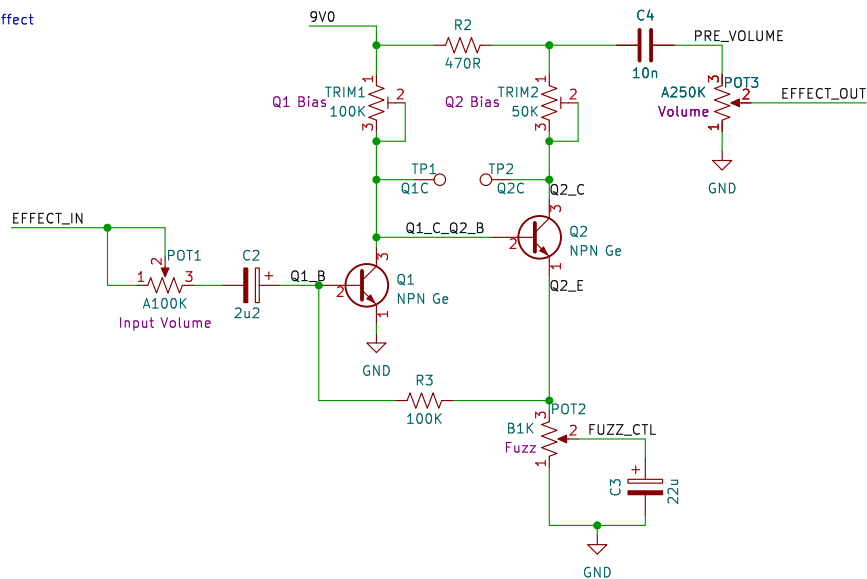 ffect
9V0
R2
470R
C4
10n
PRE_VOLUME
1
TRIM1
2
Q1 Bias
100K
3
1
TRIM2
2
Q2 Bias
50K
3
3
POT3
A250K
2
EFFECT_OUT
Volume
1
GND
TP1
Q1C
TP2
Q2C
Q2_C
3
EFFECT_IN
Q1_C_Q2_B
2
Q2
NPN Ge
1
Q2_E
POT1
2
1
3
A100K
Input Volume
C2
+
2u2
Q1_B
3
2
Q1
NPN Ge
1
GND
R3
100K
3
POT2
B1K
2
FUZZ_CTL
Fuzz
1
+
C3
22u
GND